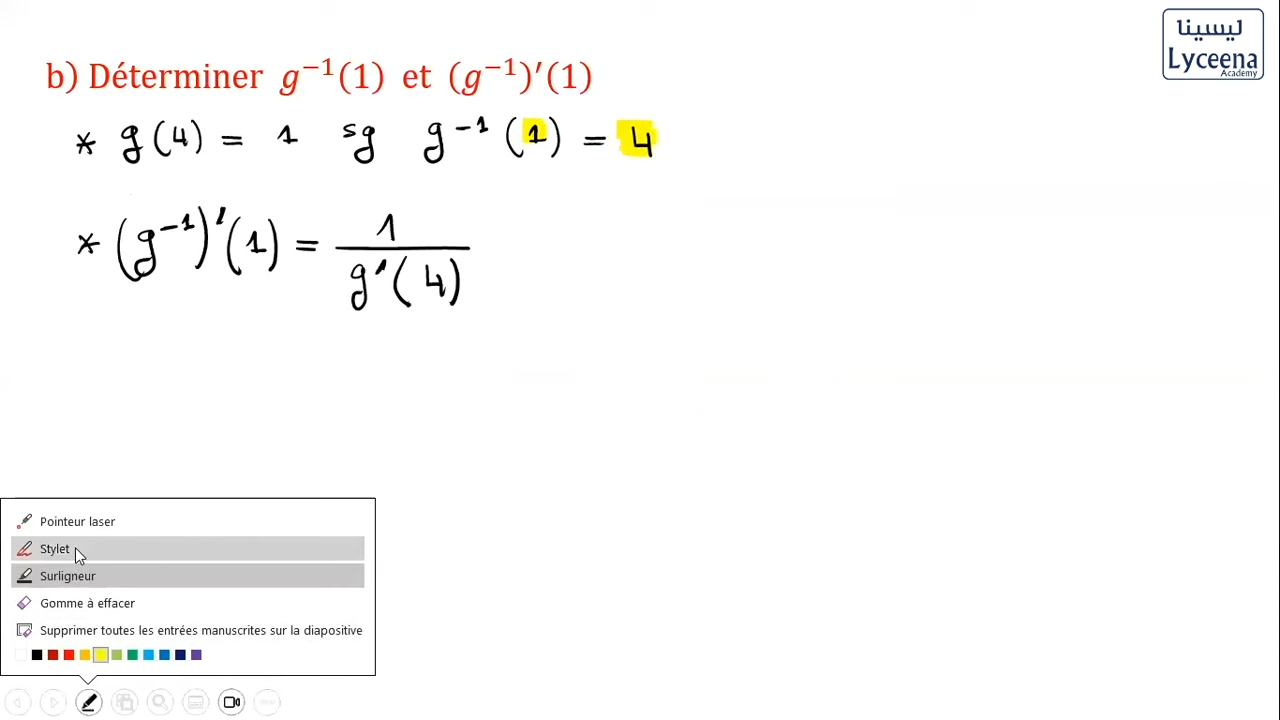 ليسينا
Lyceena
Academy
b) Déterminer g⁻¹(1) et (g⁻¹)′(1)
* g(4) = 1 sg g⁻¹(1) = 4
* (g⁻¹)'(1) = 1/g'(4)
Pointeur laser
Stylet
Surligneur
Gomme à effacer
Supprimer toutes les entrées manuscrites sur la diapositive